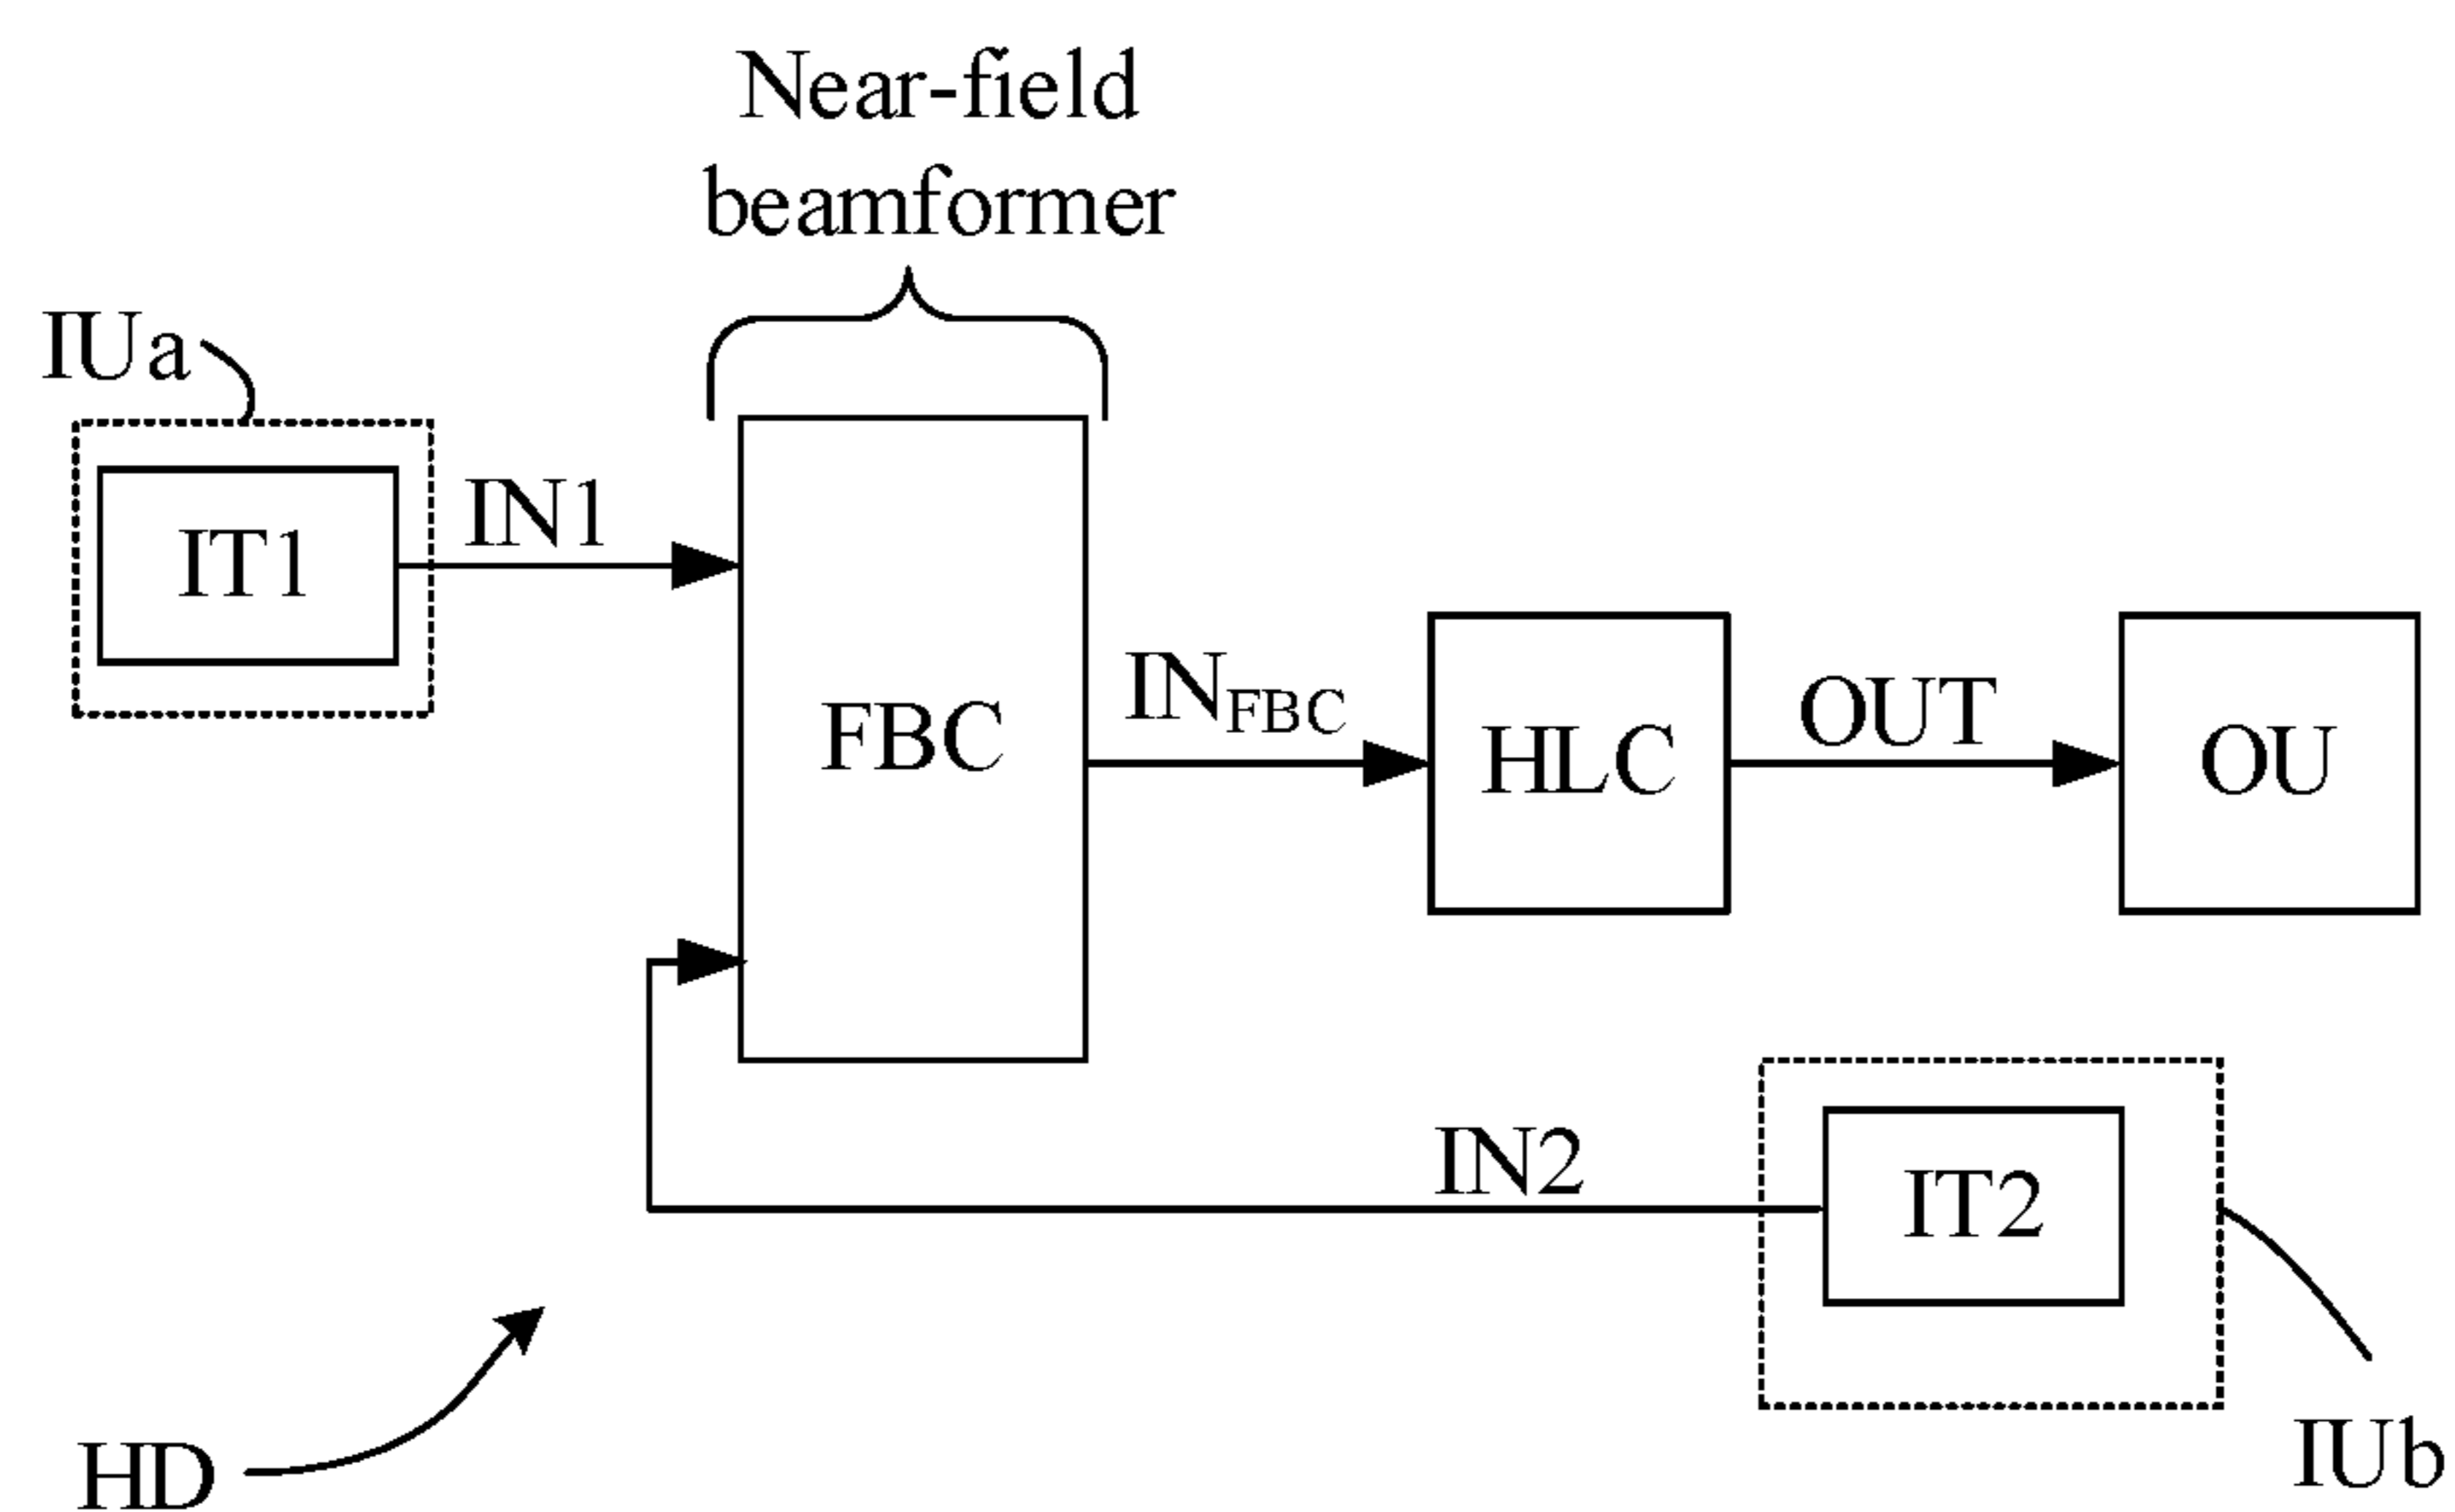 Near-field
beamformer
IUa
IT1
IN1
FBC
IN_FBC
HLC
OUT
OU
IN2
IT2
HD
IUb